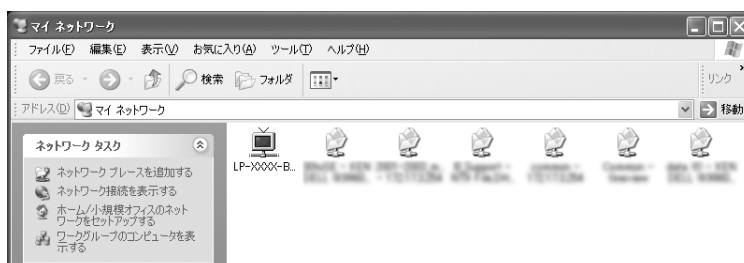 マイ ネットワーク
ファイル(F) 編集(E) 表示(V) お気に入り(A) ツール(T) ヘルプ(H)
戻る 検索 フォルダ リンク
アドレス(D) マイ ネットワーク 移動
ネットワーク タスク
ネットワーク プレースを追加する
ネットワーク接続を表示する
ホーム/小規模オフィスのネット
ワークをセットアップする
ワークグループのコンピュータを表
示する
LP-XXXX-B...